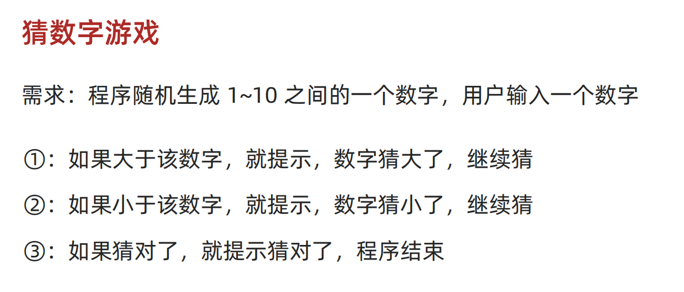 猜数字游戏
需求：程序随机生成 1~10 之间的一个数字，用户输入一个数字
①：如果大于该数字，就提示，数字猜大了，继续猜
②：如果小于该数字，就提示，数字猜小了，继续猜
③：如果猜对了，就提示猜对了，程序结束